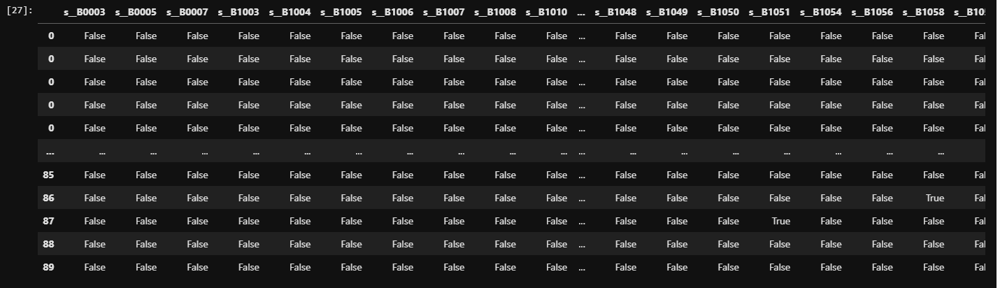 [27]: s__B0003 s__B0005 s__B0007 s__B1003 s__B1004 s__B1005 s__B1006 s__B1007 s__B1008 s__B1010 ... s__B1048 s__B1049 s__B1050 s__B1051 s__B1054 s__B1056 s__B1058
0 False False False False False False False False False False ... False False False False False False False
0 False False False False False False False False False False ... False False False False False False False
0 False False False False False False False False False False ... False False False False False False False
0 False False False False False False False False False False ... False False False False False False False
0 False False False False False False False False False False ... False False False False False False False
... ... ... ... ... ... ... ... ... ... ... ... ... ... ... ... ... ... ...
85 False False False False False False False False False False ... False False False False False False False
86 False False False False False False False False False False ... False False False False False False True
87 False False False False False False False False False False ... False False False True False False False
88 False False False False False False False False False False ... False False False False False False False
89 False False False False False False False False False False ... False False False False False False False